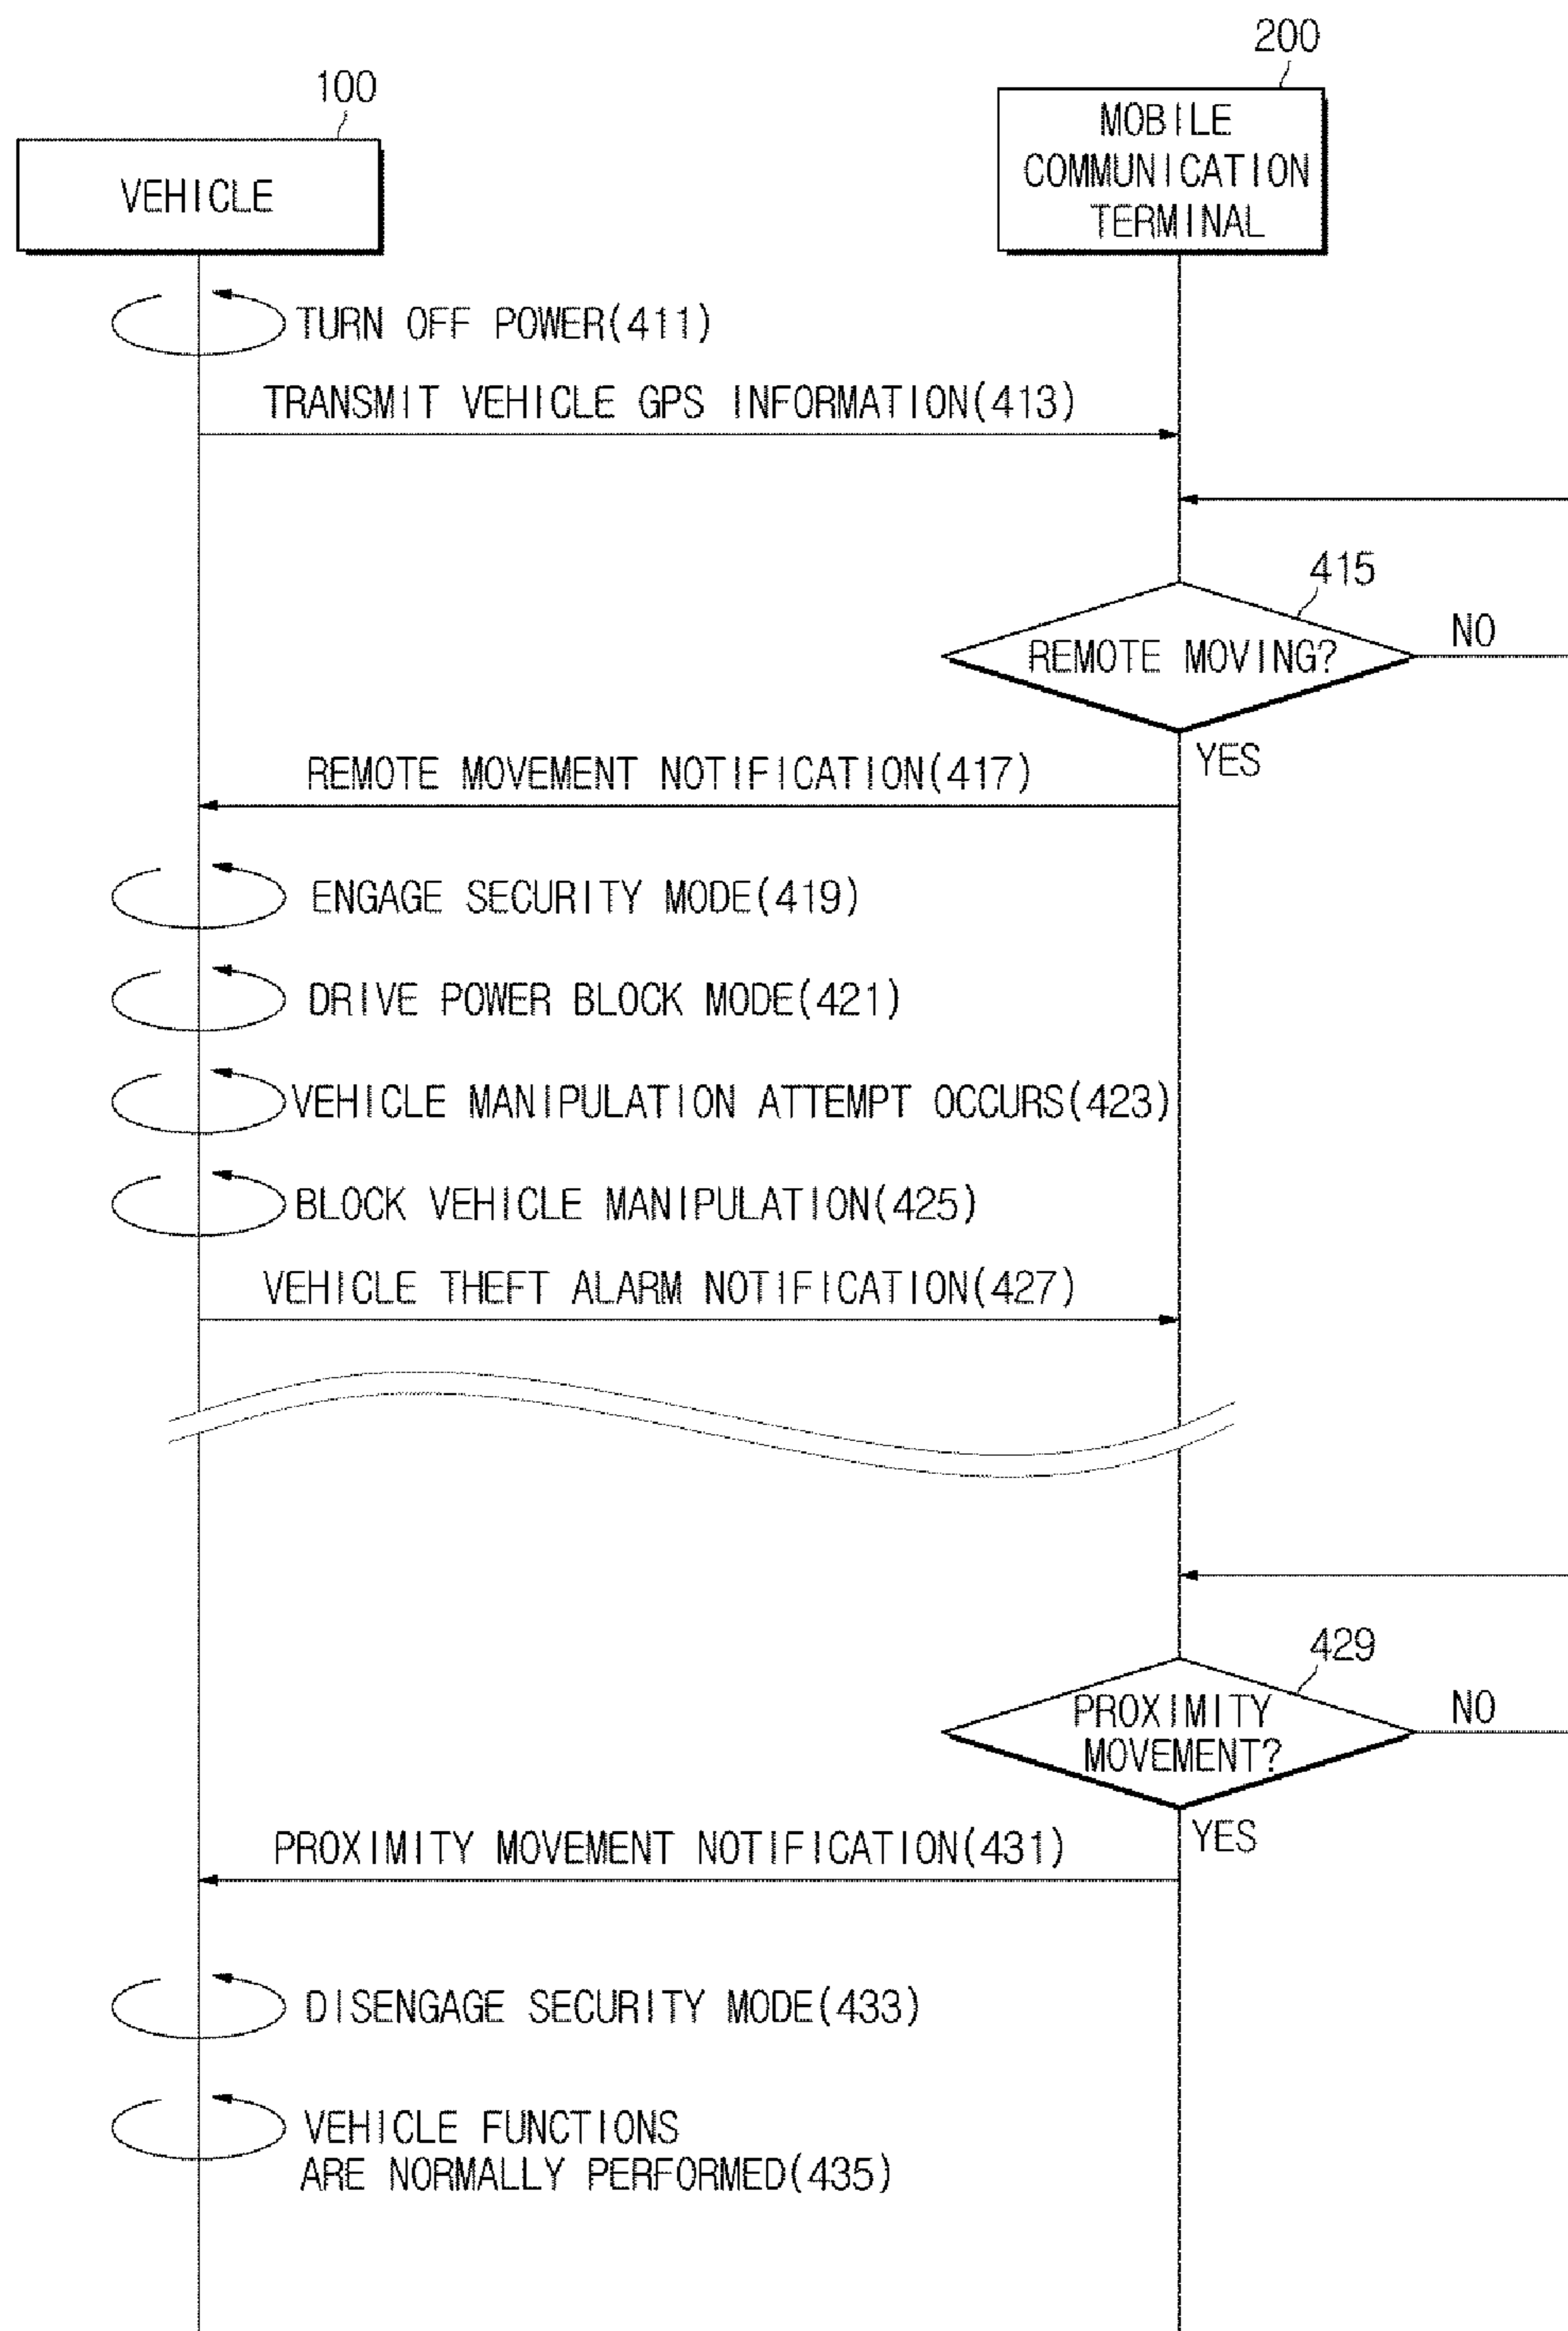 200
100
MOBILE
COMMUNICATION
TERMINAL
VEHICLE
TURN OFF POWER(411)
TRANSMIT VEHICLE GPS INFORMATION(413)
415
REMOTE MOVING?
NO
YES
REMOTE MOVEMENT NOTIFICATION(417)
ENGAGE SECURITY MODE(419)
DRIVE POWER BLOCK MODE(421)
VEHICLE MANIPULATION ATTEMPT OCCURS(423)
BLOCK VEHICLE MANIPULATION(425)
VEHICLE THEFT ALARM NOTIFICATION(427)
429
PROXIMITY
MOVEMENT?
NO
YES
PROXIMITY MOVEMENT NOTIFICATION(431)
DISENGAGE SECURITY MODE(433)
VEHICLE FUNCTIONS
ARE NORMALLY PERFORMED(435)